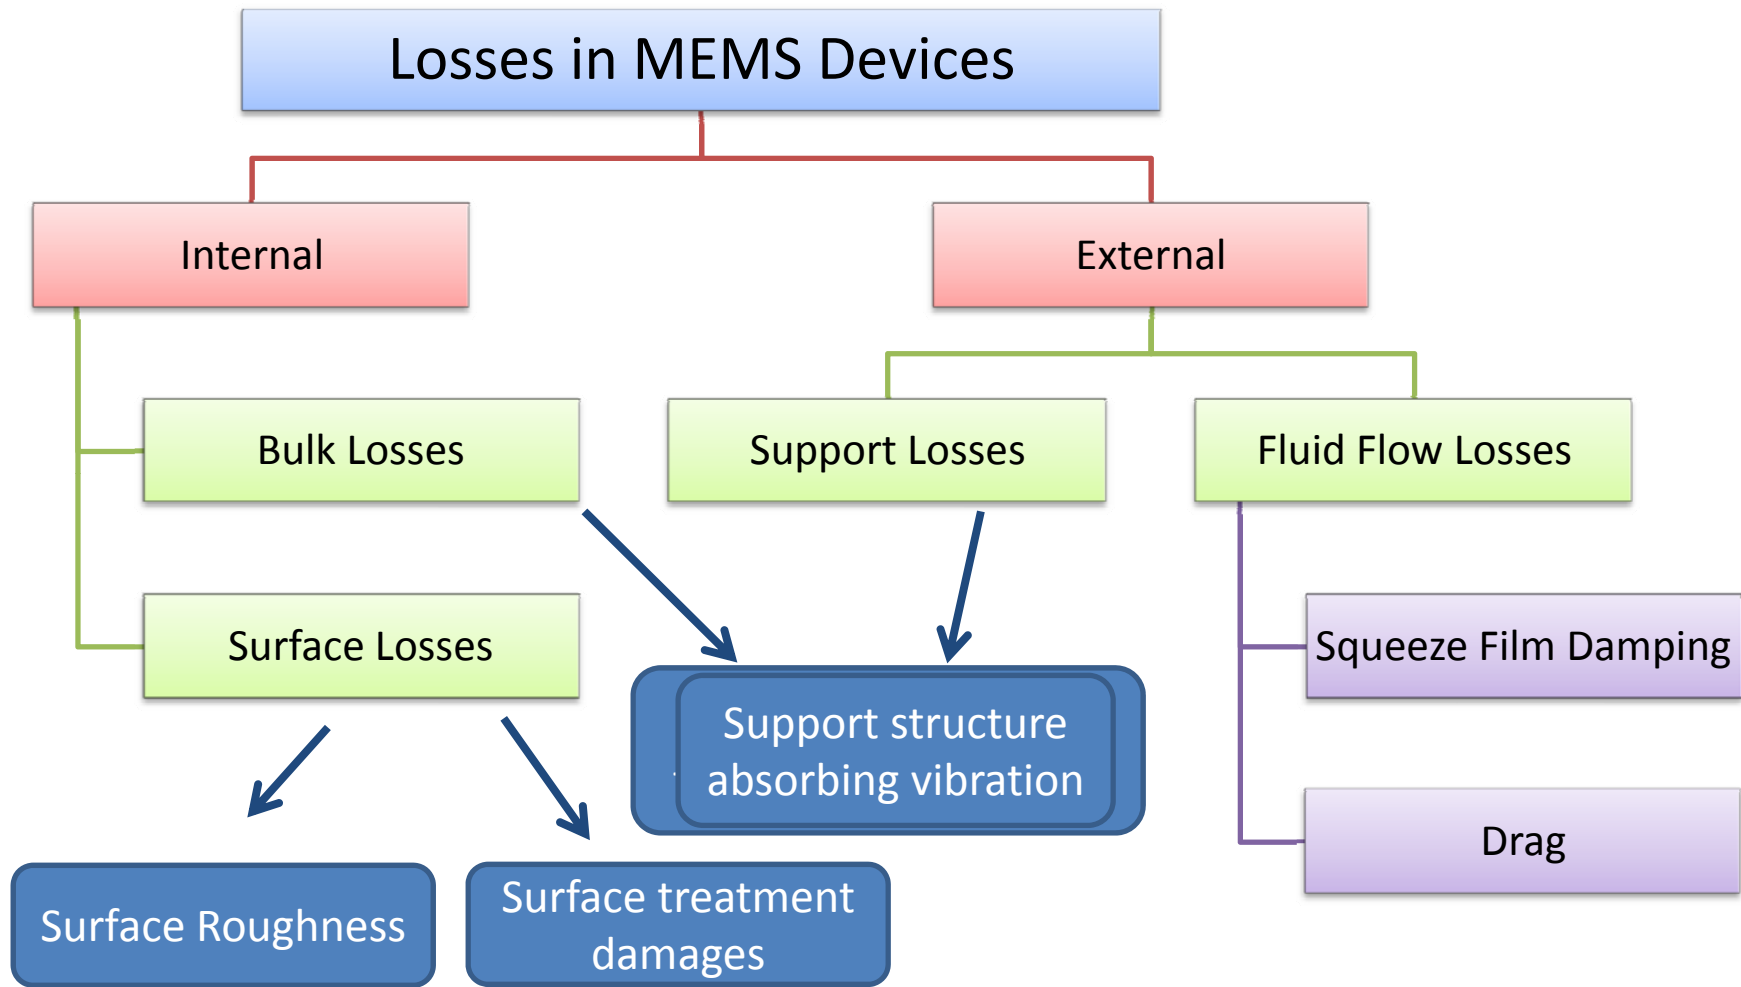 Losses in MEMS Devices
Internal
External
Bulk Losses
Support Losses
Fluid Flow Losses
Surface Losses
Squeeze Film Damping
Support structure
absorbing vibration
Drag
Surface Roughness
Surface treatment
damages